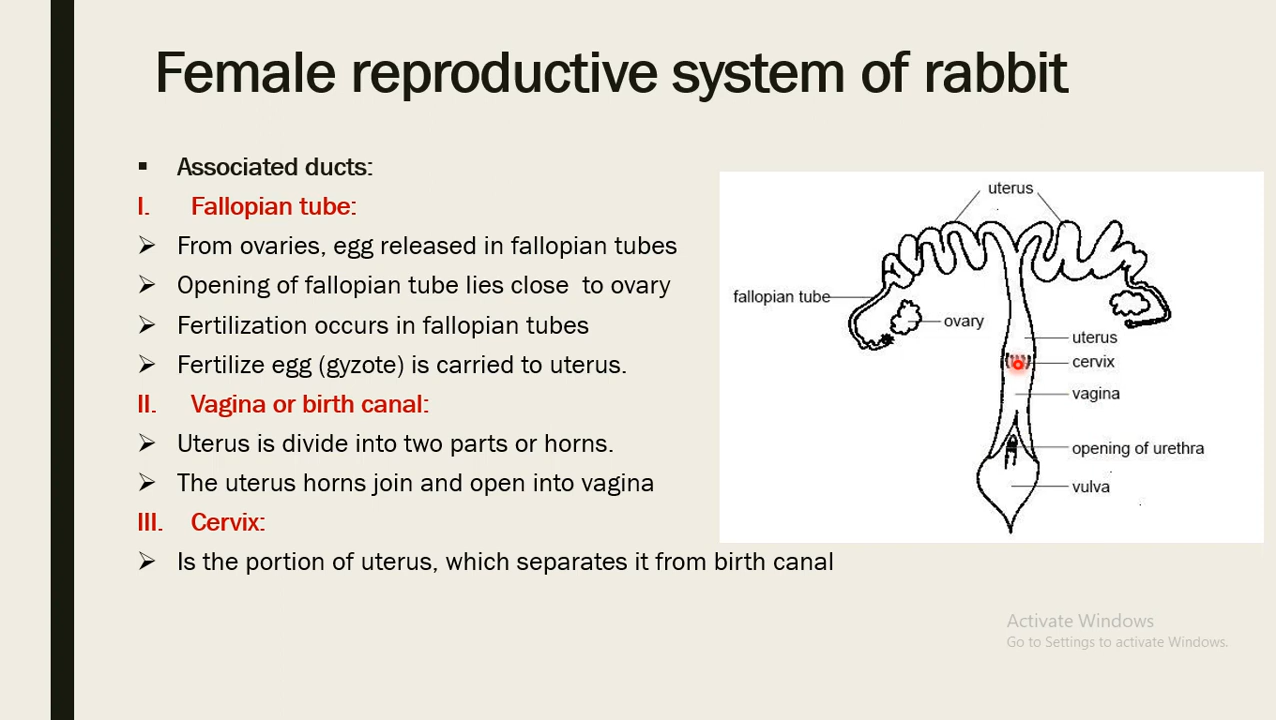 Female reproductive system of rabbit
▪ Associated ducts:
I. Fallopian tube:
➢ From ovaries, egg released in fallopian tubes
➢ Opening of fallopian tube lies close to ovary
➢ Fertilization occurs in fallopian tubes
➢ Fertilize egg (gyzote) is carried to uterus.
II. Vagina or birth canal:
➢ Uterus is divide into two parts or horns.
➢ The uterus horns join and open into vagina
III. Cervix:
➢ Is the portion of uterus, which separates it from birth canal
uterus
fallopian tube
ovary
uterus
cervix
vagina
opening of urethra
vulva
Activate Windows
Go to Settings to activate Windows.